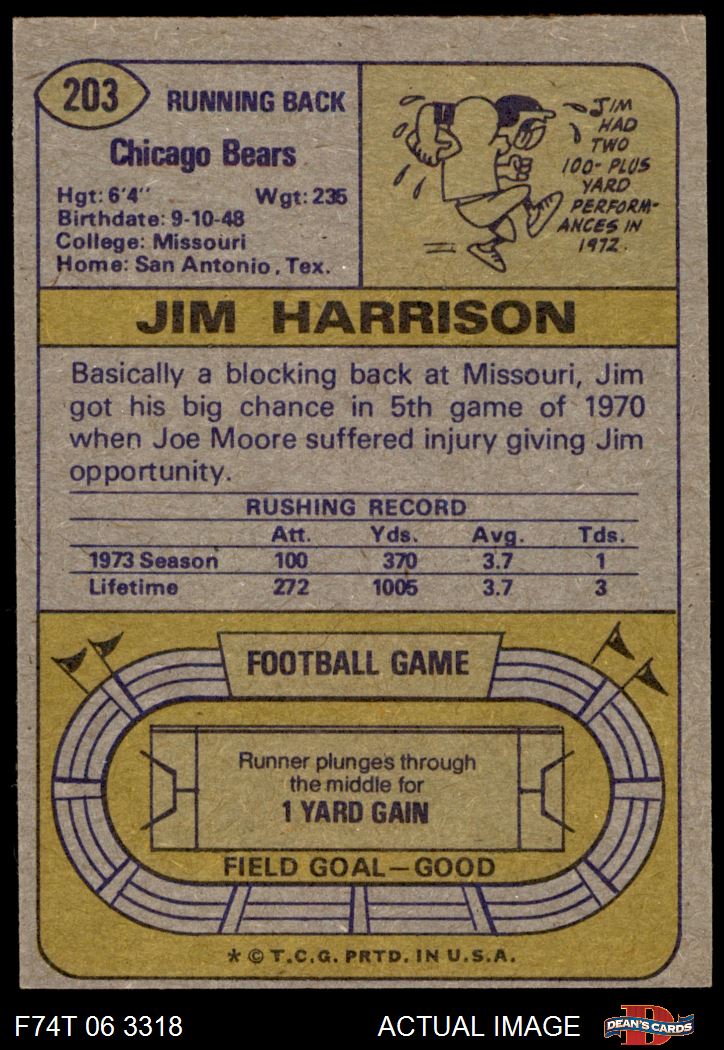 203
RUNNING BACK
Chicago Bears
Hgt: 6'4" Wgt: 235
Birthdate: 9-10-48
College: Missouri
Home: San Antonio, Tex.
JIM
HAD
TWO
100-PLUS
YARD
PERFORM-
ANCES IN
1972.
JIM HARRISON
Basically a blocking back at Missouri, Jim
got his big chance in 5th game of 1970
when Joe Moore suffered injury giving Jim
opportunity.
RUSHING RECORD
Att. Yds. Avg. Tds.
1973 Season 100 370 3.7 1
Lifetime 272 1005 3.7 3
FOOTBALL GAME
Runner plunges through
the middle for
1 YARD GAIN
FIELD GOAL—GOOD
* © T.C.G. PRTD. IN U.S.A.
F74T 06 3318 ACTUAL IMAGE D DEAN'S CARDS